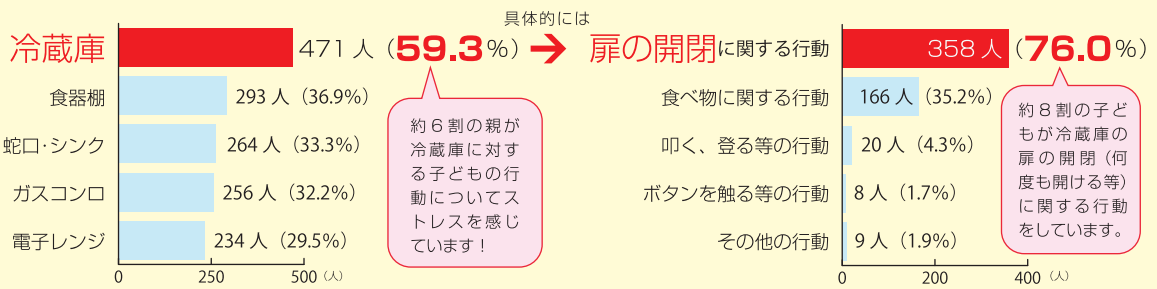 具体的には
冷蔵庫 471 人（59.3%）
食器棚 293 人（36.9%）
蛇口・シンク 264 人（33.3%）
ガスコンロ 256 人（32.2%）
電子レンジ 234 人（29.5%）
0 250 500（人）
約６割の親が
冷蔵庫に対す
る子どもの行
動についてス
トレスを感じ
ています！
扉の開閉に関する行動 358 人（76.0%）
食べ物に関する行動 166 人（35.2%）
叩く、登る等の行動 20 人（4.3%）
ボタンを触る等の行動 8 人（1.7%）
その他の行動 9 人（1.9%）
0 200 400（人）
約８割の子ど
もが冷蔵庫の
扉の開閉（何
度も開ける等）
に関する行動
をしています。